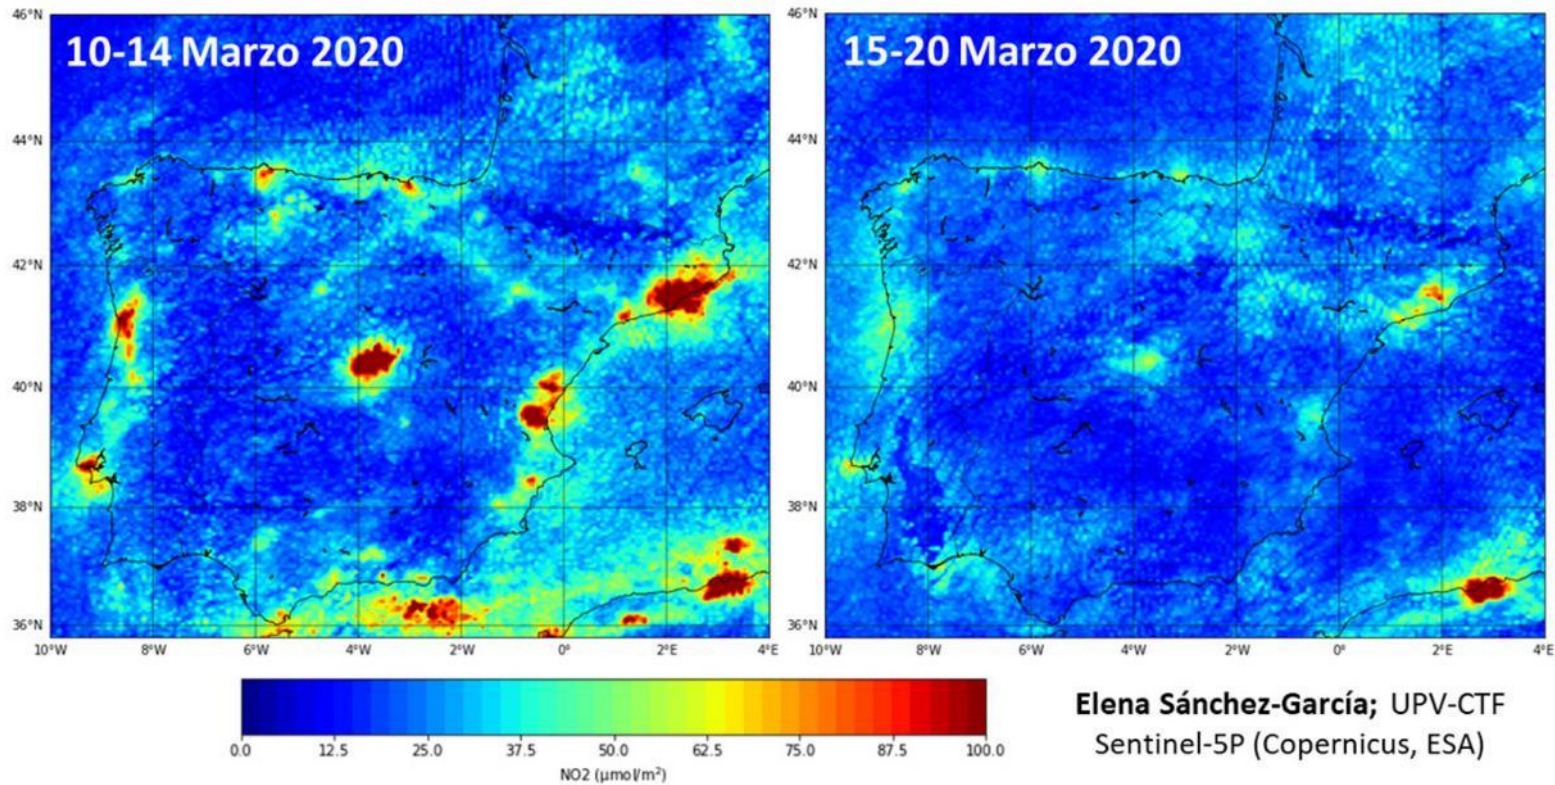 10-14 Marzo 2020
15-20 Marzo 2020
46°N
44°N
42°N
40°N
38°N
36°N
10°W 8°W 6°W 4°W 2°W 0° 2°E 4°E
46°N
44°N
42°N
40°N
38°N
36°N
10°W 8°W 6°W 4°W 2°W 0° 2°E 4°E
0.0 12.5 25.0 37.5 50.0 62.5 75.0 87.5 100.0
NO2 (μmol/m²)
Elena Sánchez-García; UPV-CTF
Sentinel-5P (Copernicus, ESA)